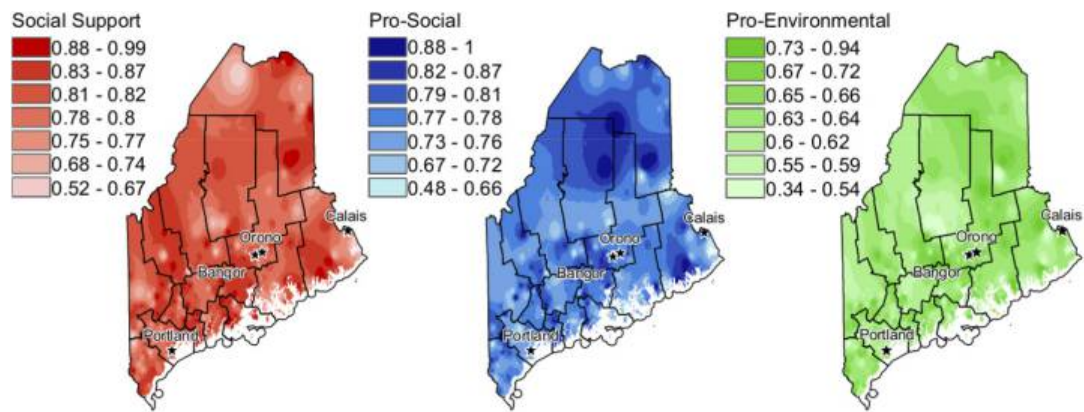 Social Support
0.88 - 0.99
0.83 - 0.87
0.81 - 0.82
0.78 - 0.8
0.75 - 0.77
0.68 - 0.74
0.52 - 0.67
Calais
Orono
Bangor
Portland
Pro-Social
0.88 - 1
0.82 - 0.87
0.79 - 0.81
0.77 - 0.78
0.73 - 0.76
0.67 - 0.72
0.48 - 0.66
Calais
Orono
Bangor
Portland
Pro-Environmental
0.73 - 0.94
0.67 - 0.72
0.65 - 0.66
0.63 - 0.64
0.6 - 0.62
0.55 - 0.59
0.34 - 0.54
Calais
Orono
Bangor
Portland